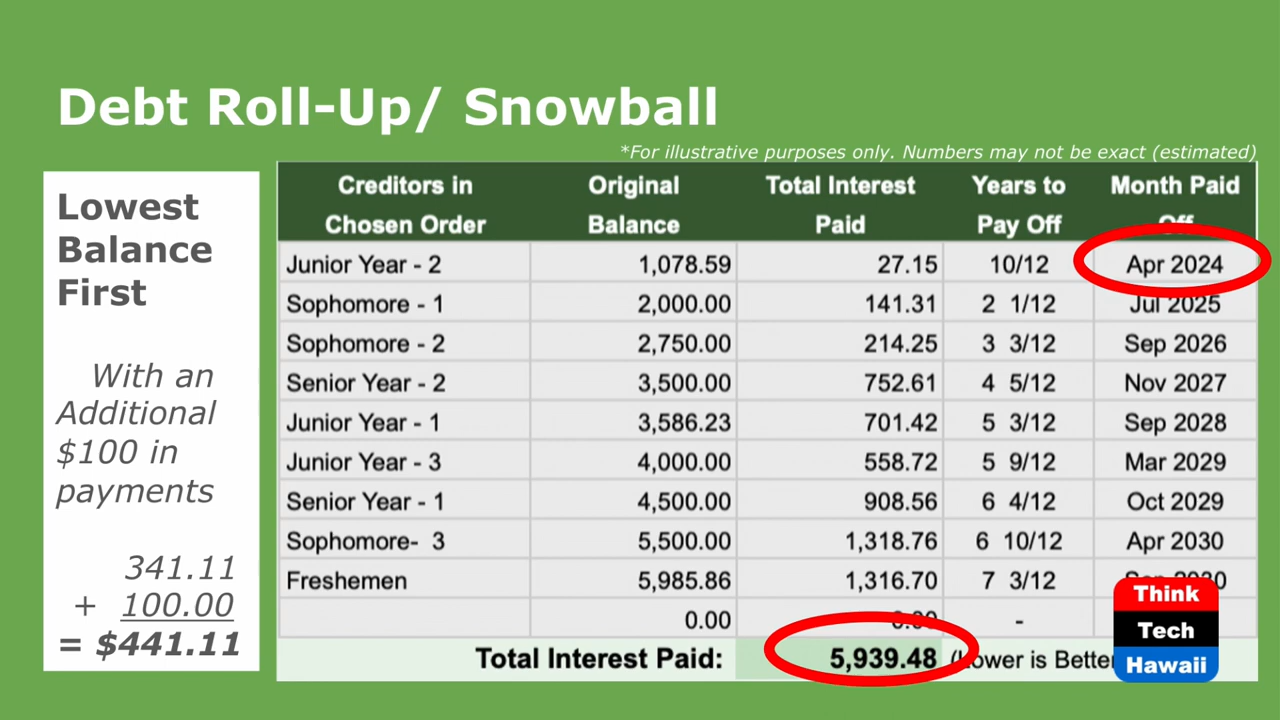 Debt Roll-Up/ Snowball
*For illustrative purposes only. Numbers may not be exact (estimated)
Lowest
Balance
First
With an
Additional
$100 in
payments
341.11
+ 100.00
= $441.11
Creditors in Chosen Order Original Balance Total Interest Paid Years to Pay Off Month Paid Off
Junior Year - 2 1,078.59 27.15 10/12 Apr 2024
Sophomore - 1 2,000.00 141.31 2 1/12 Jul 2025
Sophomore - 2 2,750.00 214.25 3 3/12 Sep 2026
Senior Year - 2 3,500.00 752.61 4 5/12 Nov 2027
Junior Year - 1 3,586.23 701.42 5 3/12 Sep 2028
Junior Year - 3 4,000.00 558.72 5 9/12 Mar 2029
Senior Year - 1 4,500.00 908.56 6 4/12 Oct 2029
Sophomore- 3 5,500.00 1,318.76 6 10/12 Apr 2030
Freshemen 5,985.86 1,316.70 7 3/12 Sep 2030
0.00 0.00 -
Total Interest Paid: 5,939.48 (Lower is Better
Think
Tech
Hawaii